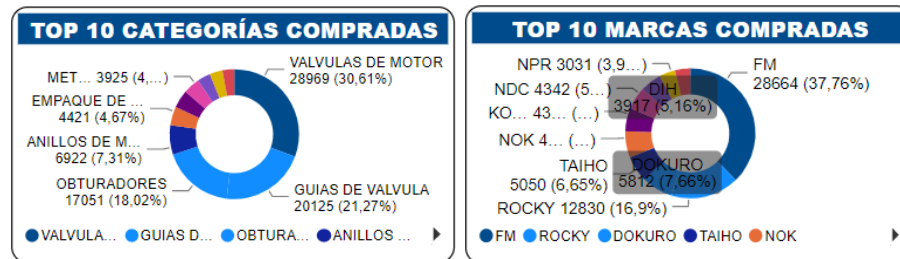 TOP 10 CATEGORÍAS COMPRADAS
VALVULAS DE MOTOR
28969 (30,61%)
MET... 3925 (4,...)
EMPAQUE DE ...
4421 (4,67%)
ANILLOS DE M...
6922 (7,31%)
OBTURADORES
17051 (18,02%)
GUIAS DE VALVULA
20125 (21,27%)
VALVULA... GUIAS D... OBTURA... ANILLOS ...
TOP 10 MARCAS COMPRADAS
NPR 3031 (3,9...
FM
28664 (37,76%)
NDC 4342 (5...
DIH
3917 (5,16%)
KO... 43... (...)
NOK 4... (...)
TAIHO
5050 (6,65%)
DOKURO
5812 (7,66%)
ROCKY 12830 (16,9%)
FM ROCKY DOKURO TAIHO NOK